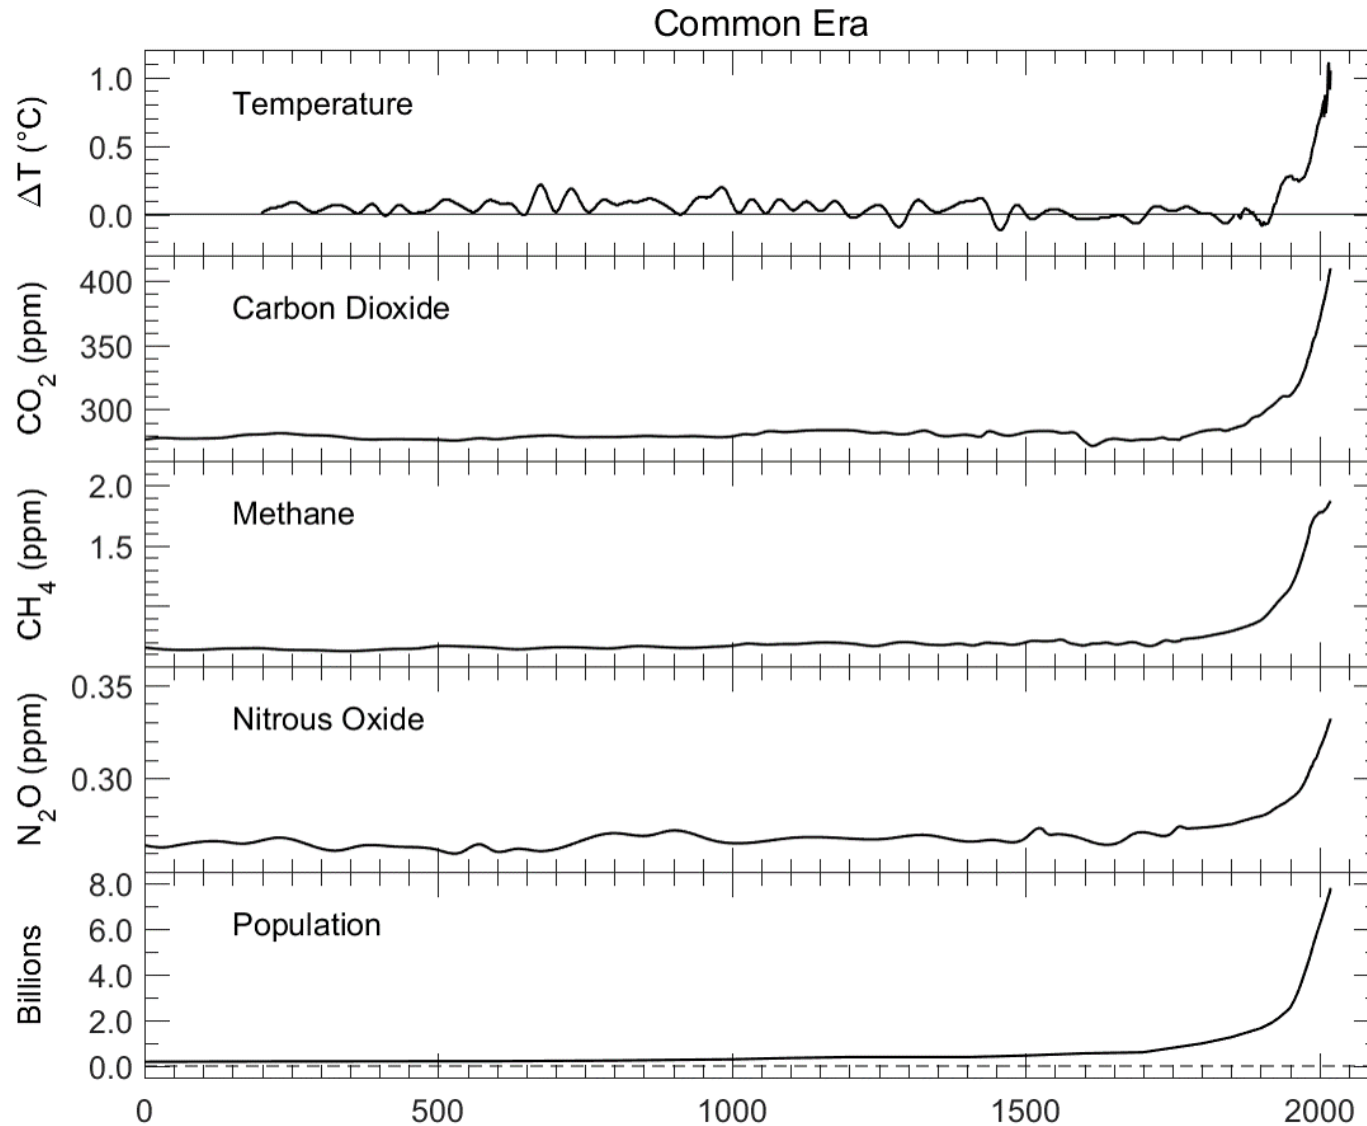 Common Era
ΔT (°C)
1.0
0.5
0.0
Temperature
CO₂ (ppm)
400
350
300
Carbon Dioxide
CH₄ (ppm)
2.0
1.5
Methane
N₂O (ppm)
0.35
0.30
Nitrous Oxide
Billions
8.0
6.0
4.0
2.0
0.0
Population
0 500 1000 1500 2000